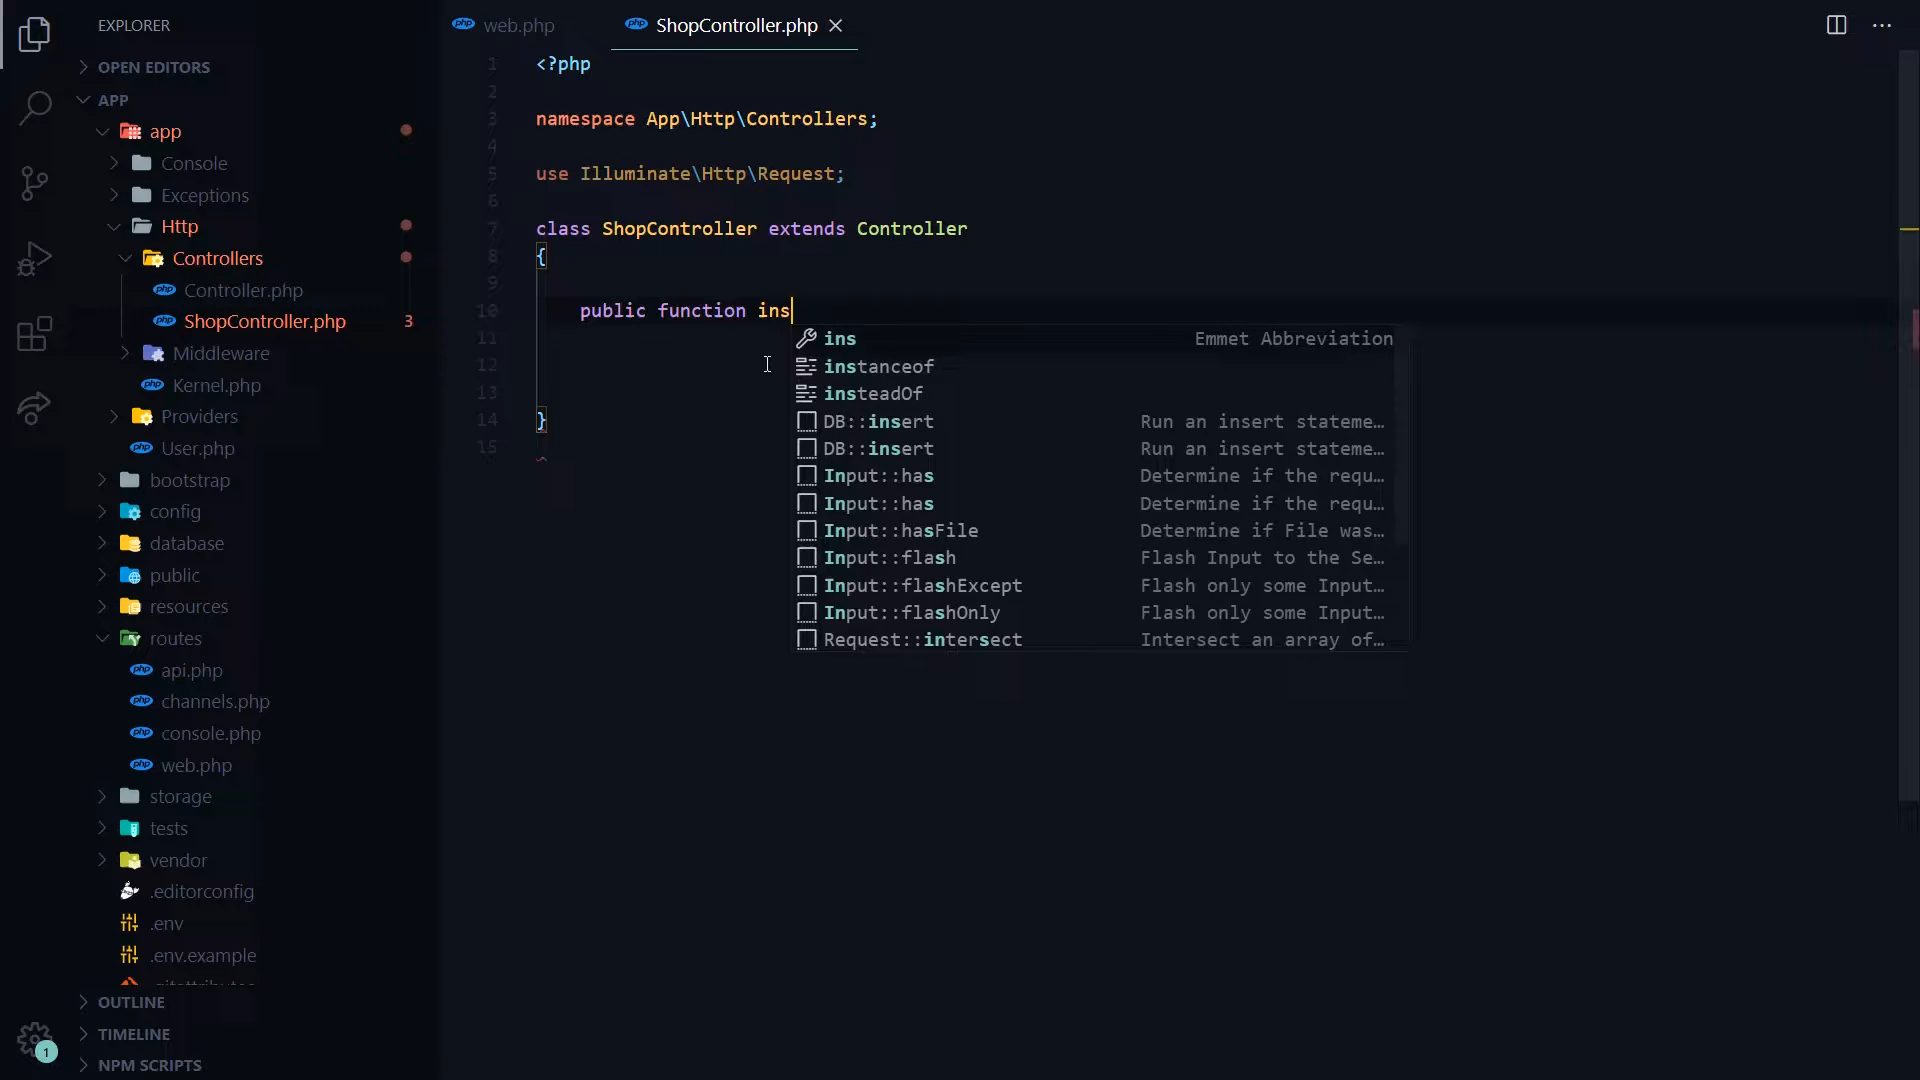 EXPLORER
OPEN EDITORS
APP
app
Console
Exceptions
Http
Controllers
Controller.php
ShopController.php 3
Middleware
Kernel.php
Providers
User.php
bootstrap
config
database
public
resources
routes
api.php
channels.php
console.php
web.php
storage
tests
vendor
.editorconfig
.env
.env.example
OUTLINE
TIMELINE
NPM SCRIPTS
1
php web.php
php ShopController.php
1 <?php
2
3 namespace App\Http\Controllers;
4
5 use Illuminate\Http\Request;
6
7 class ShopController extends Controller
8 {
9
10 public function ins
11
12
13
14 }
15
ins Emmet Abbreviation
instanceof
insteadOf
DB::insert Run an insert stateme…
DB::insert Run an insert stateme…
Input::has Determine if the requ…
Input::has Determine if the requ…
Input::hasFile Determine if File was…
Input::flash Flash Input to the Se…
Input::flashExcept Flash only some Input…
Input::flashOnly Flash only some Input…
Request::intersect Intersect an array of…